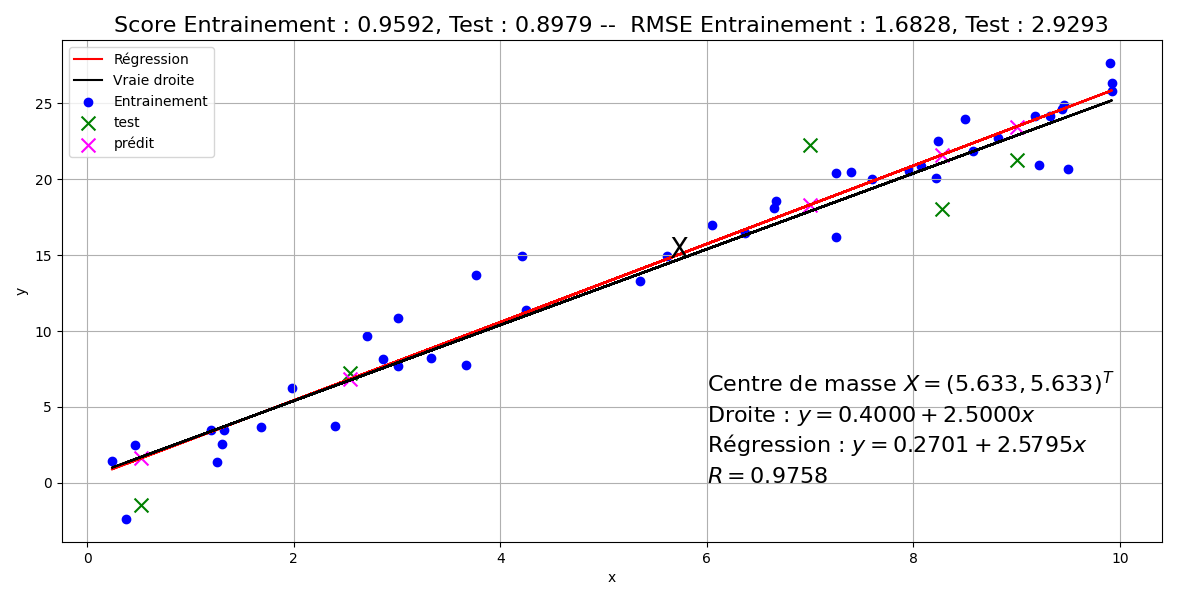 Score Entrainement : 0.9592, Test : 0.8979 --  RMSE Entrainement : 1.6828, Test : 2.9293
Régression
Vraie droite
Entrainement
test
prédit
25
20
15
10
5
0
y
X
Centre de masse X = (5.633, 5.633)^T
Droite : y = 0.4000 + 2.5000x
Régression : y = 0.2701 + 2.5795x
R = 0.9758
0 2 4 6 8 10
x